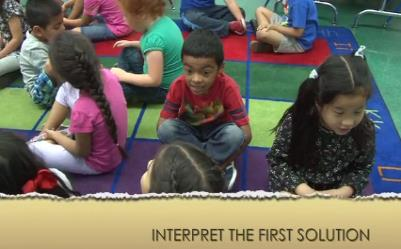 INTERPRET THE FIRST SOLUTION